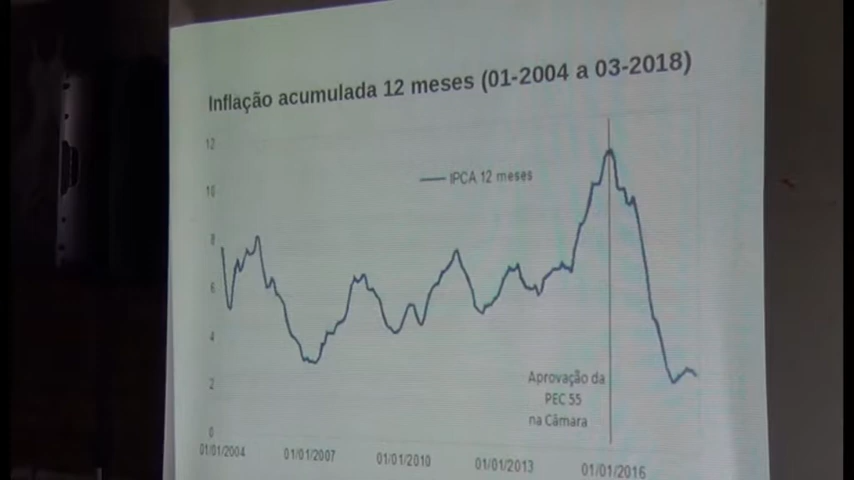 Inflação acumulada 12 meses (01-2004 a 03-2018)
12
IPCA 12 meses
10
8
6
4
Aprovação da
2
PEC 55
na Câmara
0
01/01/2004
01/01/2007
01/01/2010
01/01/2013
01/01/2016